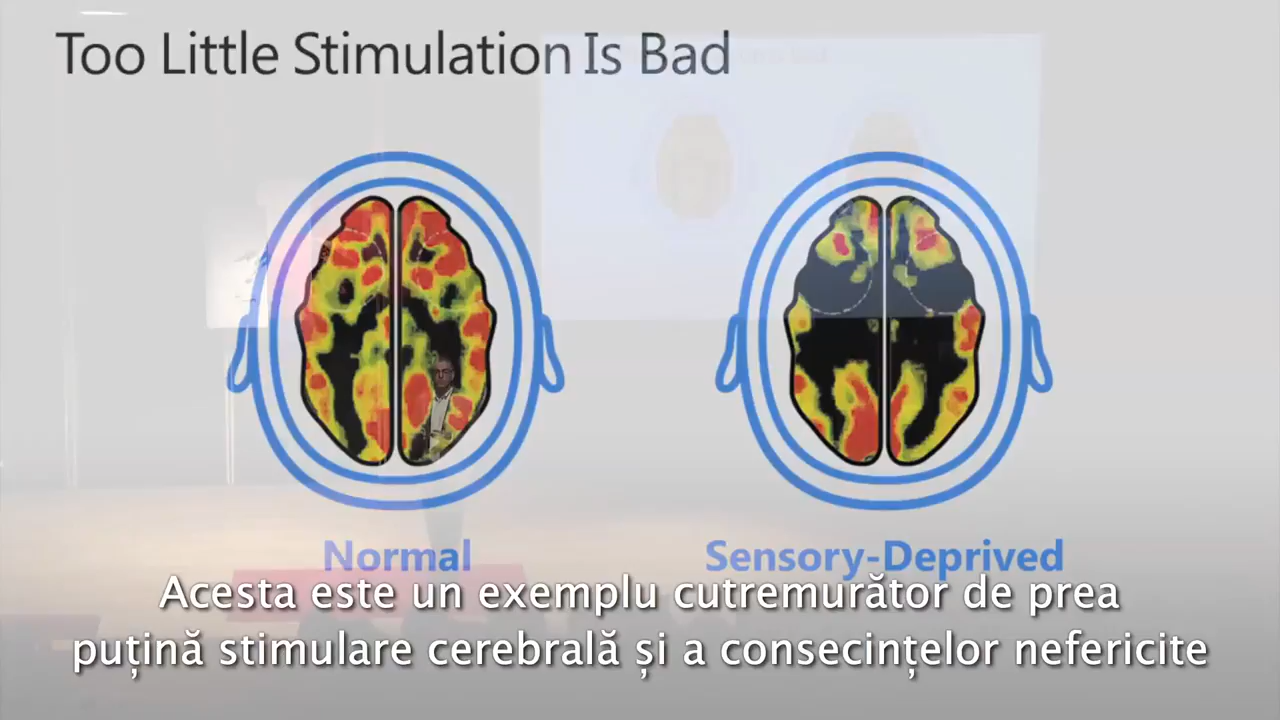 Too Little Stimulation Is Bad
Normal
Sensory-Deprived
Acesta este un exemplu cutremurător de prea
puțină stimulare cerebrală și a consecințelor nefericite